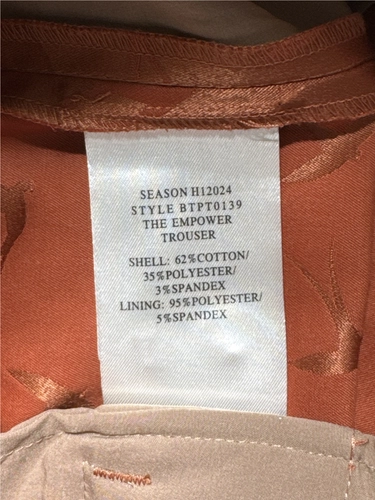 SEASON H12024
STYLE BTPT0139
THE EMPOWER
TROUSER
SHELL: 62%COTTON/
35%POLYESTER/
3%SPANDEX
LINING: 95%POLYESTER/
5%SPANDEX